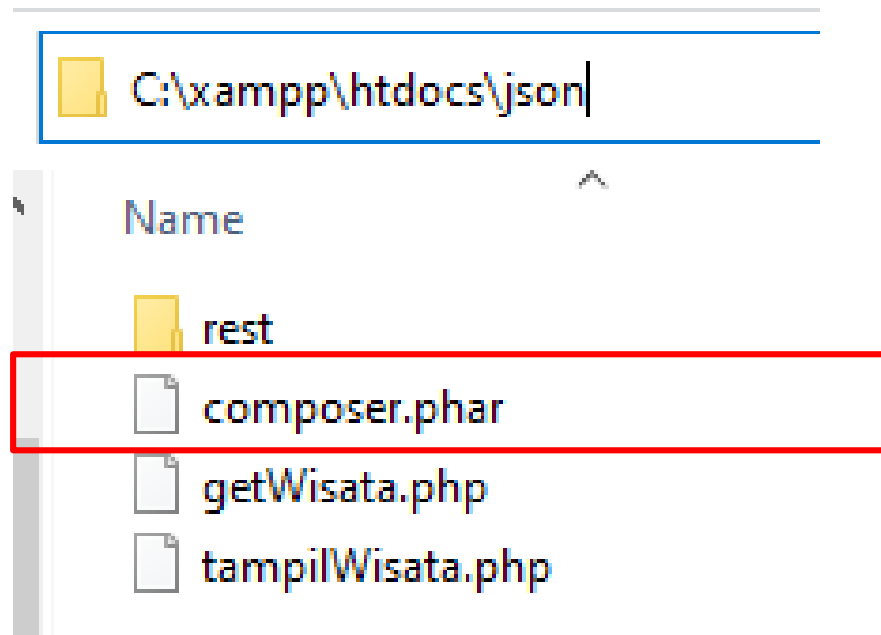 C:\xampp\htdocs\json
Name
rest
composer.phar
getWisata.php
tampilWisata.php